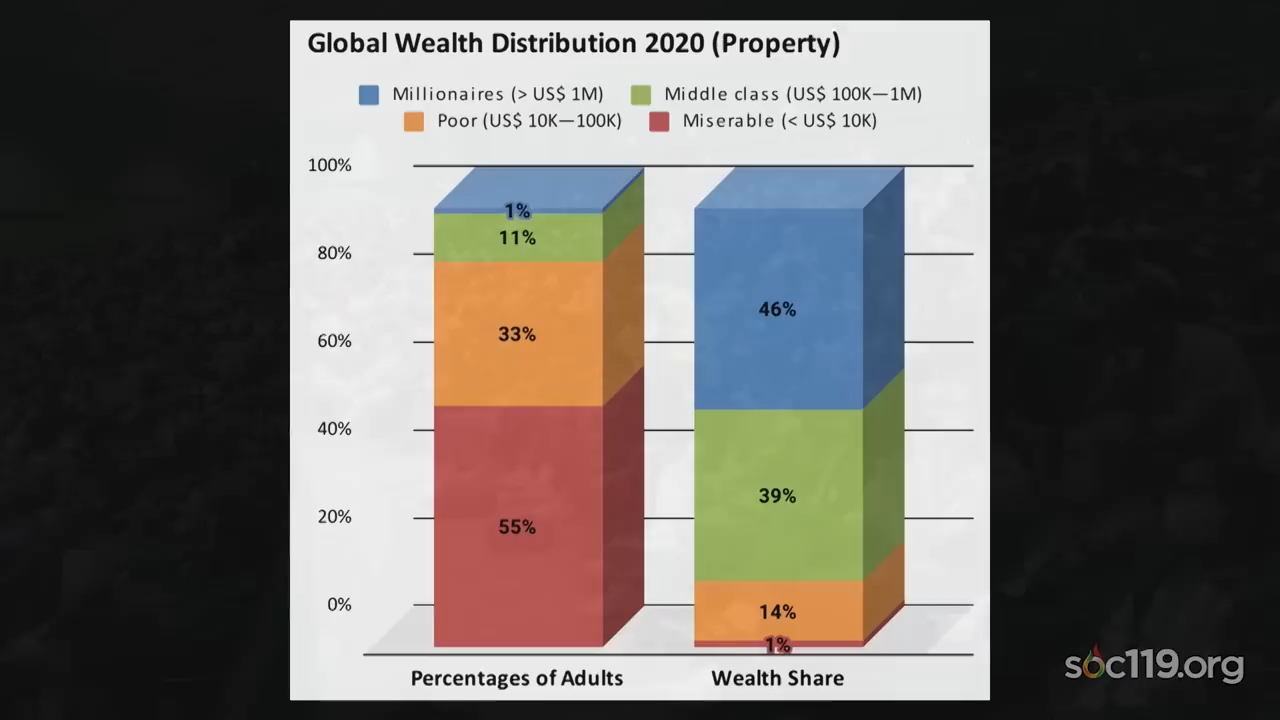 Global Wealth Distribution 2020 (Property)
Millionaires (> US$ 1M) Middle class (US$ 100K—1M)
Poor (US$ 10K—100K) Miserable (< US$ 10K)
100%
80%
60%
40%
20%
0%
1%
11%
33%
55%
46%
39%
14%
1%
Percentages of Adults Wealth Share
soc119.org